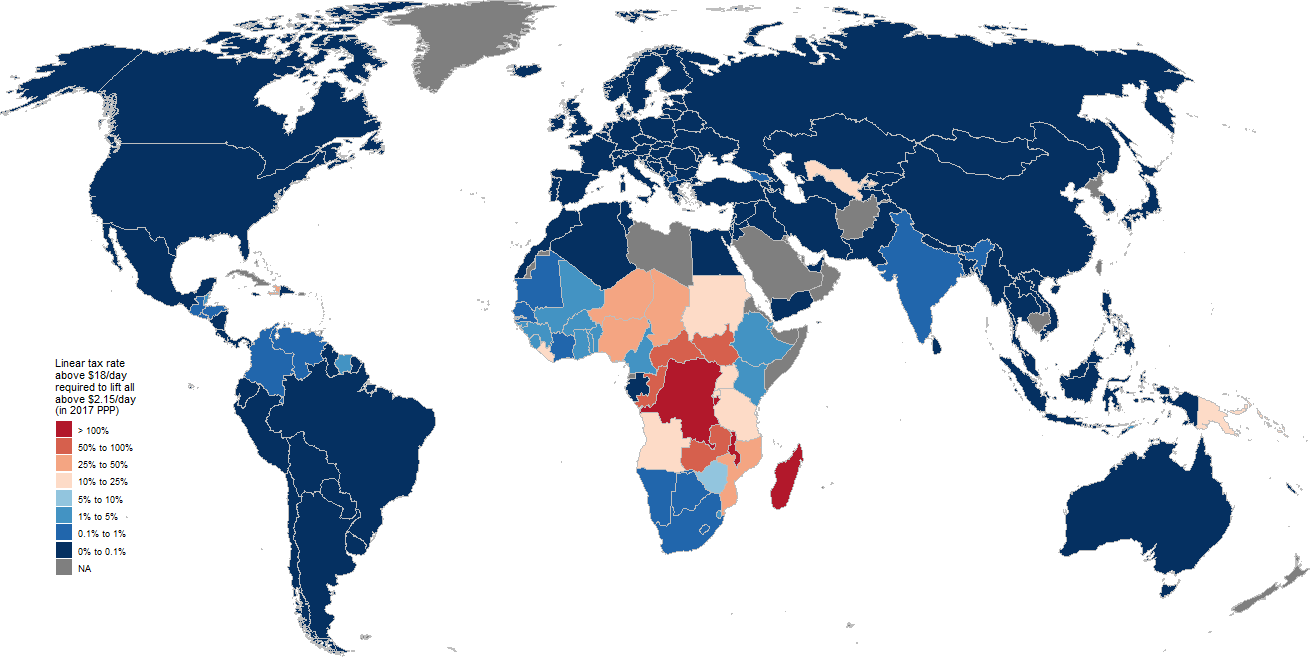 Linear tax rate
above $18/day
required to lift all
above $2.15/day
(in 2017 PPP)
> 100%
50% to 100%
25% to 50%
10% to 25%
5% to 10%
1% to 5%
0.1% to 1%
0% to 0.1%
NA